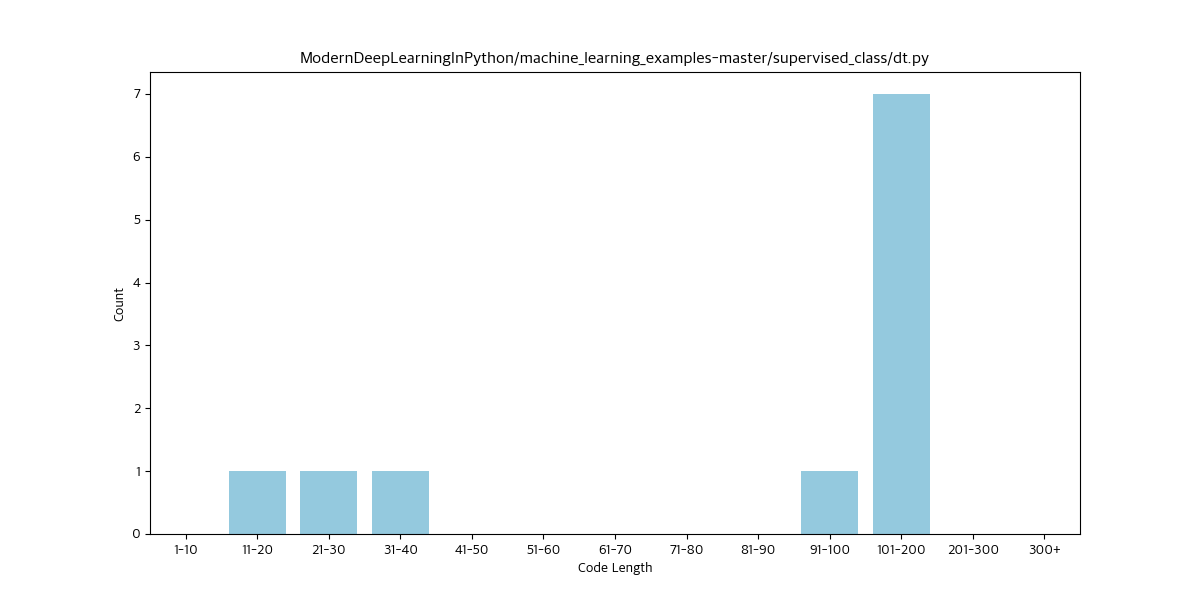 ModernDeepLearningInPython/machine_learning_examples-master/supervised_class/dt.py
7
6
5
4
3
2
1
0
Count
1-10 11-20 21-30 31-40 41-50 51-60 61-70 71-80 81-90 91-100 101-200 201-300 300+
Code Length